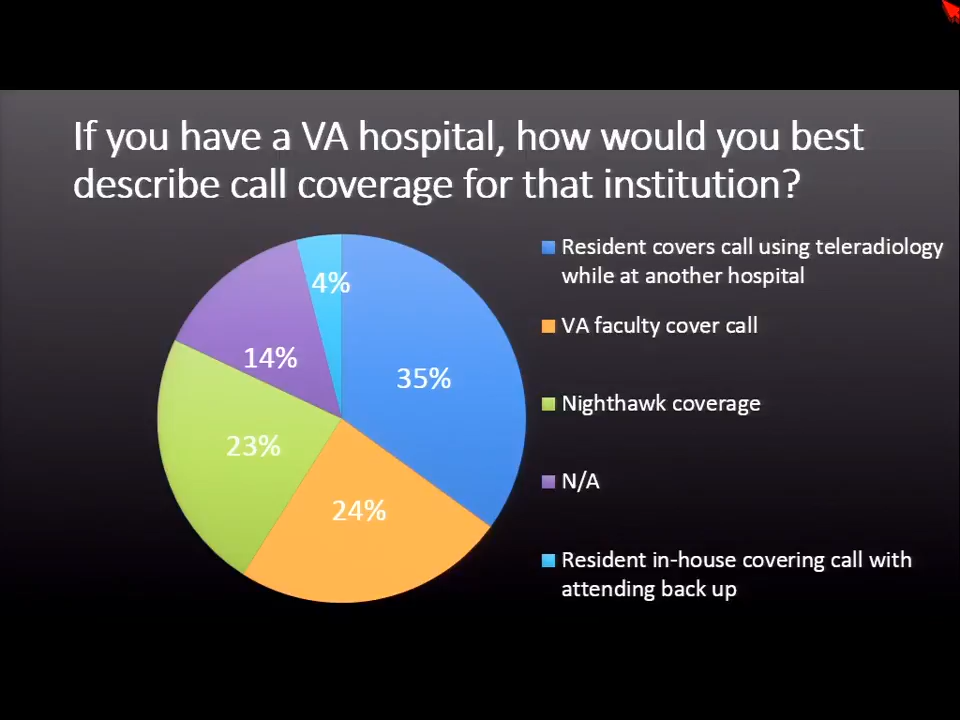 If you have a VA hospital, how would you best
describe call coverage for that institution?
4%
14%
35%
23%
24%
Resident covers call using teleradiology
while at another hospital
VA faculty cover call
Nighthawk coverage
N/A
Resident in-house covering call with
attending back up